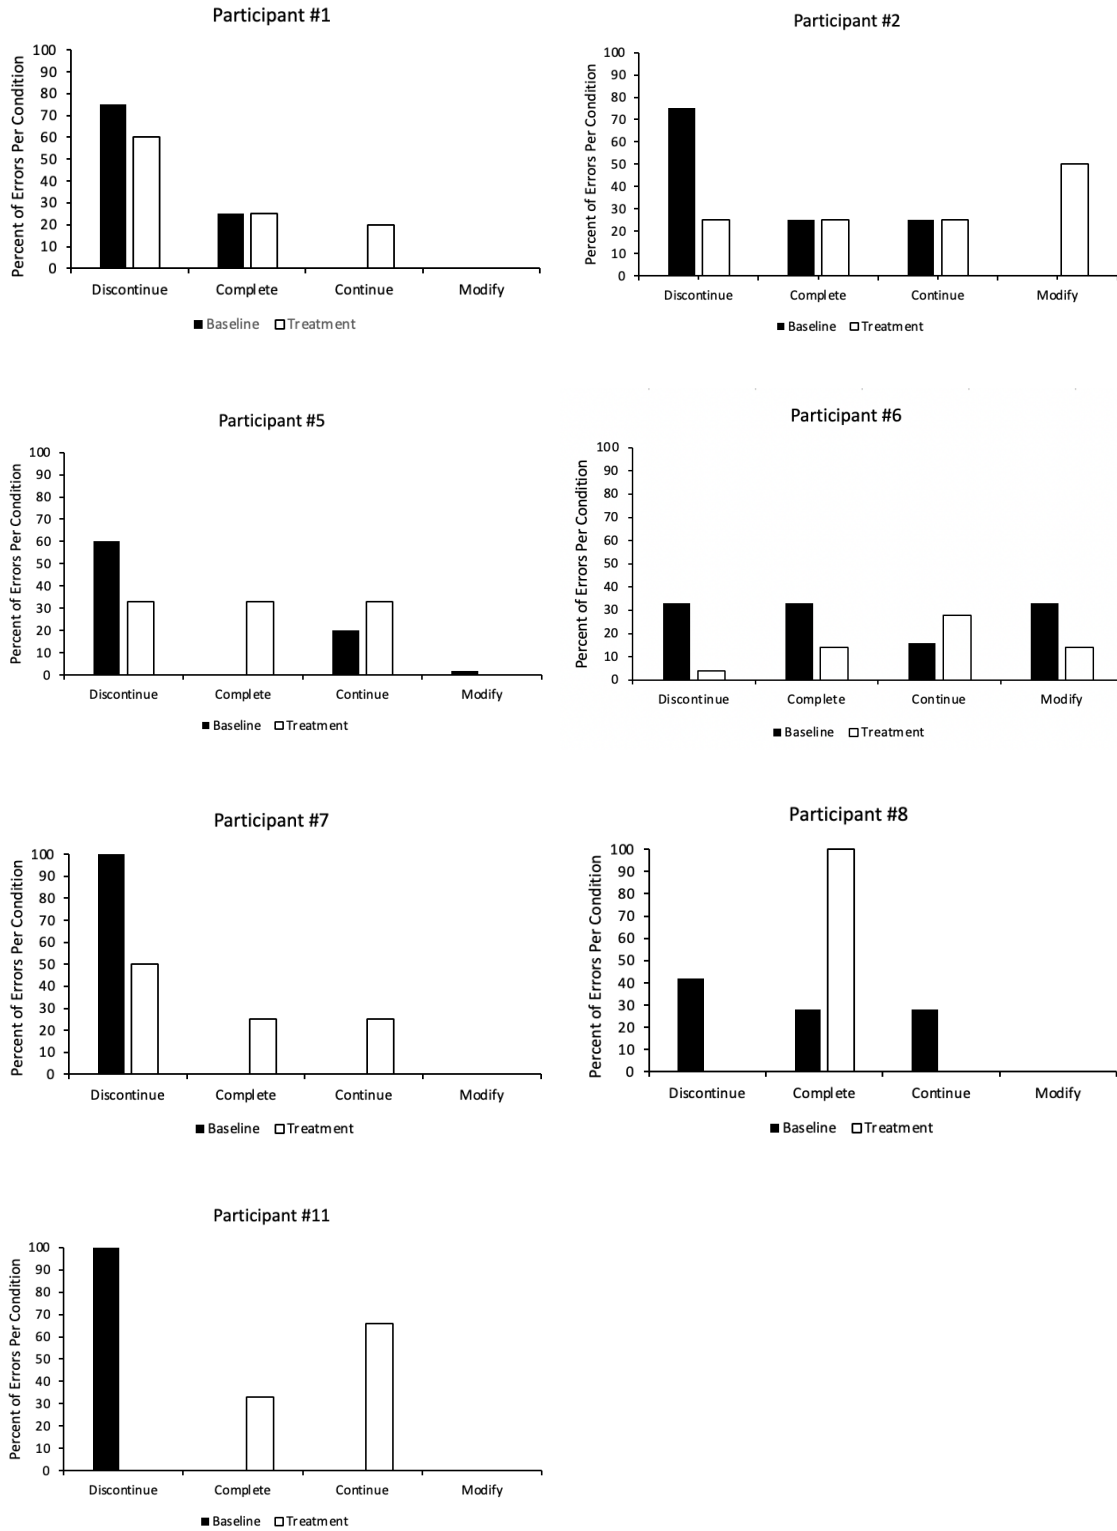 Participant #1
Percent of Errors Per Condition
100
90
80
70
60
50
40
30
20
10
0
Discontinue Complete Continue Modify
Baseline Treatment
Participant #2
Percent of Errors Per Condition
100
90
80
70
60
50
40
30
20
10
0
Discontinue Complete Continue Modify
Baseline Treatment
Participant #5
Percent of Errors Per Condition
100
90
80
70
60
50
40
30
20
10
0
Discontinue Complete Continue Modify
Baseline Treatment
Participant #6
Percent of Errors Per Condition
100
90
80
70
60
50
40
30
20
10
0
Discontinue Complete Continue Modify
Baseline Treatment
Participant #7
Percent of Errors Per Condition
100
90
80
70
60
50
40
30
20
10
0
Discontinue Complete Continue Modify
Baseline Treatment
Participant #8
Percent of Errors Per Condition
100
90
80
70
60
50
40
30
20
10
0
Discontinue Complete Continue Modify
Baseline Treatment
Participant #11
Percent of Errors Per Condition
100
90
80
70
60
50
40
30
20
10
0
Discontinue Complete Continue Modify
Baseline Treatment